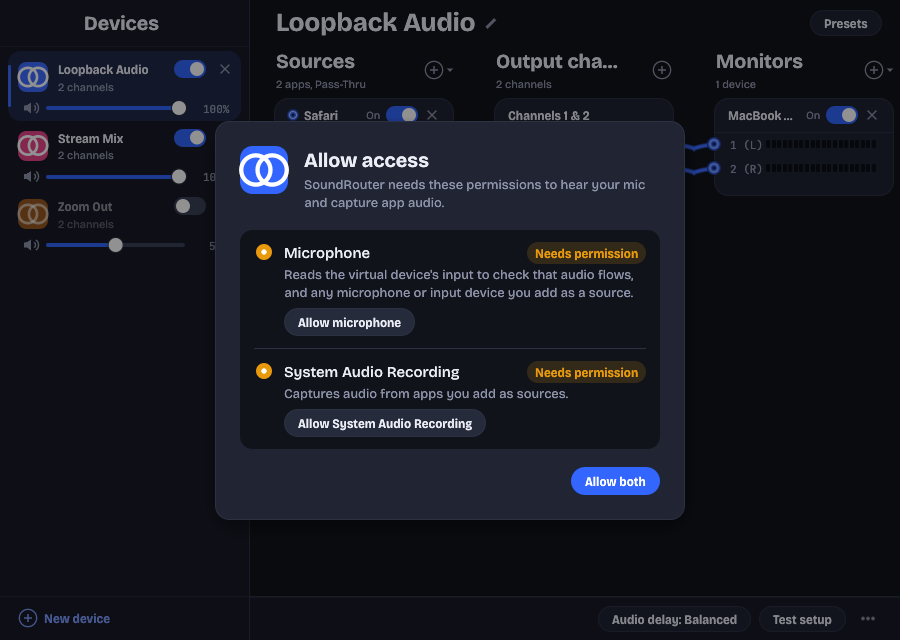 Devices
Loopback Audio
2 channels
100%
Stream Mix
2 channels
Zoom Out
2 channels
New device
Loopback Audio
Presets
Sources
2 apps, Pass-Thru
Output cha...
2 channels
Monitors
1 device
Safari
On
Channels 1 & 2
MacBook ...
On
1 (L)
2 (R)
Allow access
SoundRouter needs these permissions to hear your mic
and capture app audio.
Microphone
Needs permission
Reads the virtual device's input to check that audio flows,
and any microphone or input device you add as a source.
Allow microphone
System Audio Recording
Needs permission
Captures audio from apps you add as sources.
Allow System Audio Recording
Allow both
Audio delay: Balanced
Test setup